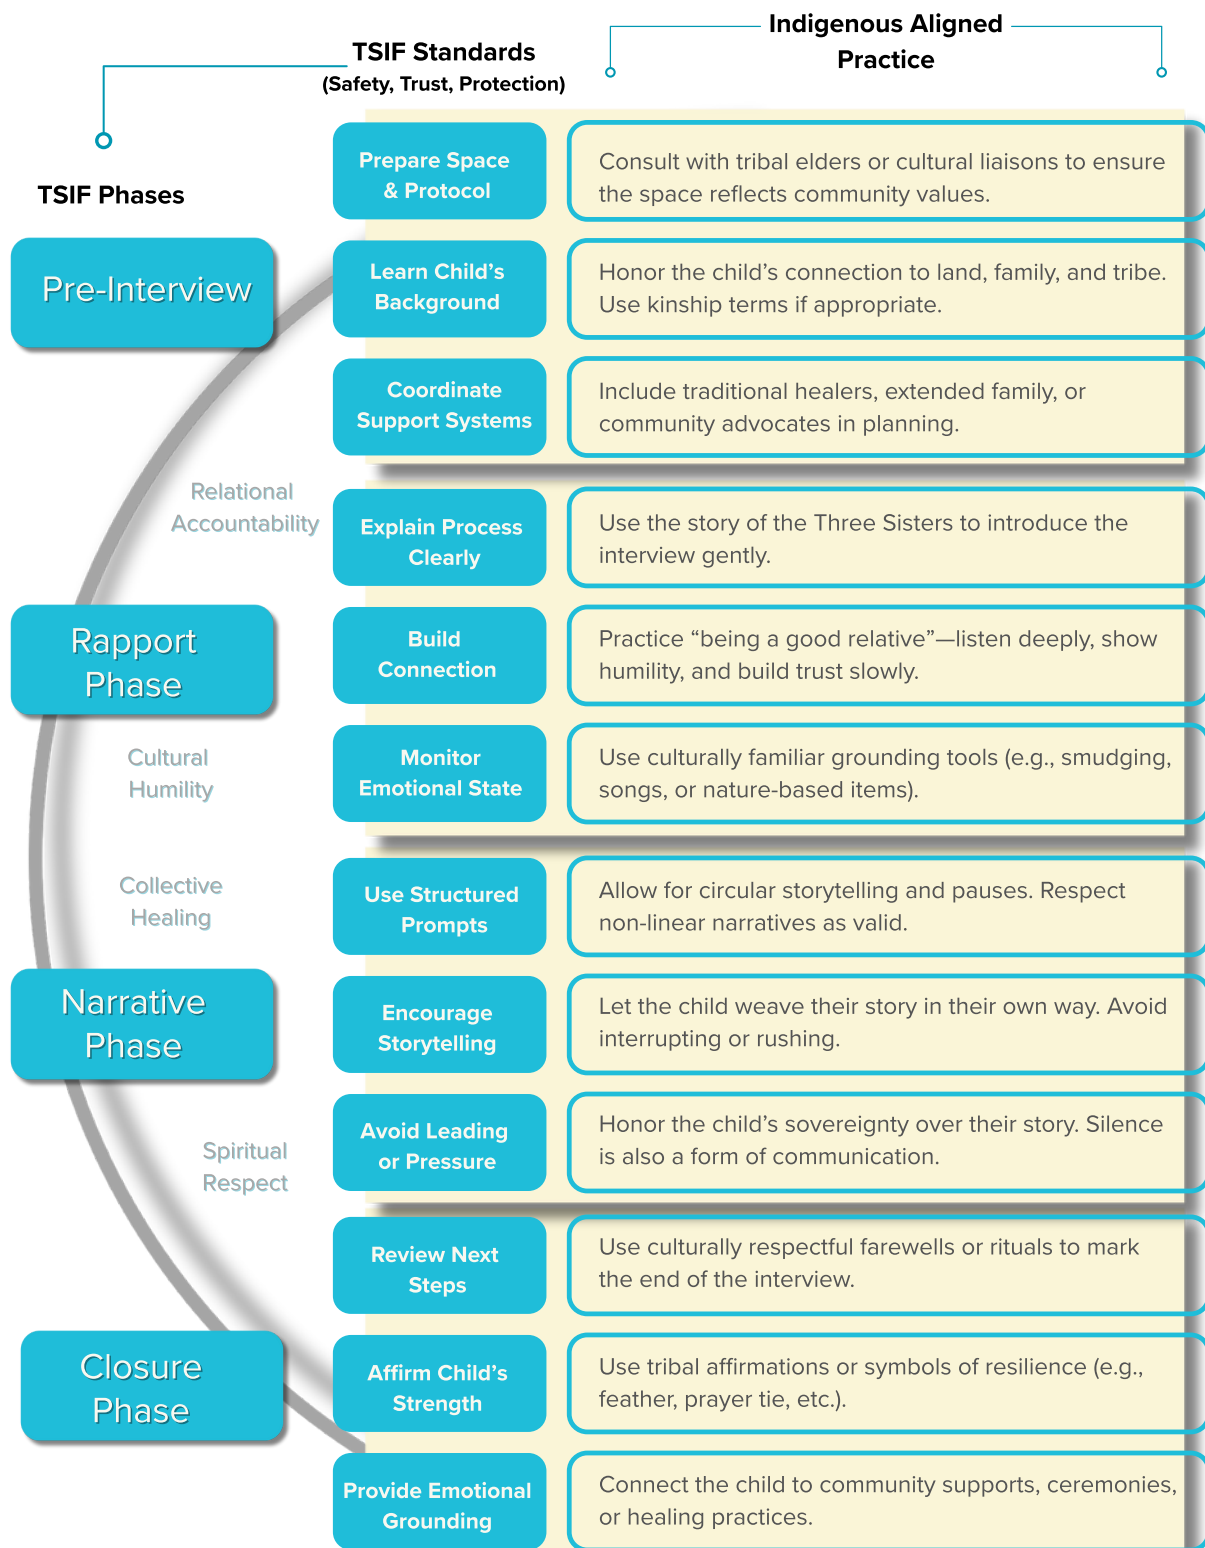 Indigenous Aligned
Practice
TSIF Standards
(Safety, Trust, Protection)
TSIF Phases
Pre-Interview
Prepare Space
& Protocol
Consult with tribal elders or cultural liaisons to ensure
the space reflects community values.
Learn Child's
Background
Honor the child's connection to land, family, and tribe.
Use kinship terms if appropriate.
Coordinate
Support Systems
Include traditional healers, extended family, or
community advocates in planning.
Relational
Accountability
Rapport
Phase
Explain Process
Clearly
Use the story of the Three Sisters to introduce the
interview gently.
Build
Connection
Practice “being a good relative”—listen deeply, show
humility, and build trust slowly.
Monitor
Emotional State
Use culturally familiar grounding tools (e.g., smudging,
songs, or nature-based items).
Cultural
Humility
Collective
Healing
Narrative
Phase
Use Structured
Prompts
Allow for circular storytelling and pauses. Respect
non-linear narratives as valid.
Encourage
Storytelling
Let the child weave their story in their own way. Avoid
interrupting or rushing.
Avoid Leading
or Pressure
Honor the child's sovereignty over their story. Silence
is also a form of communication.
Spiritual
Respect
Closure
Phase
Review Next
Steps
Use culturally respectful farewells or rituals to mark
the end of the interview.
Affirm Child's
Strength
Use tribal affirmations or symbols of resilience (e.g.,
feather, prayer tie, etc.).
Provide Emotional
Grounding
Connect the child to community supports, ceremonies,
or healing practices.